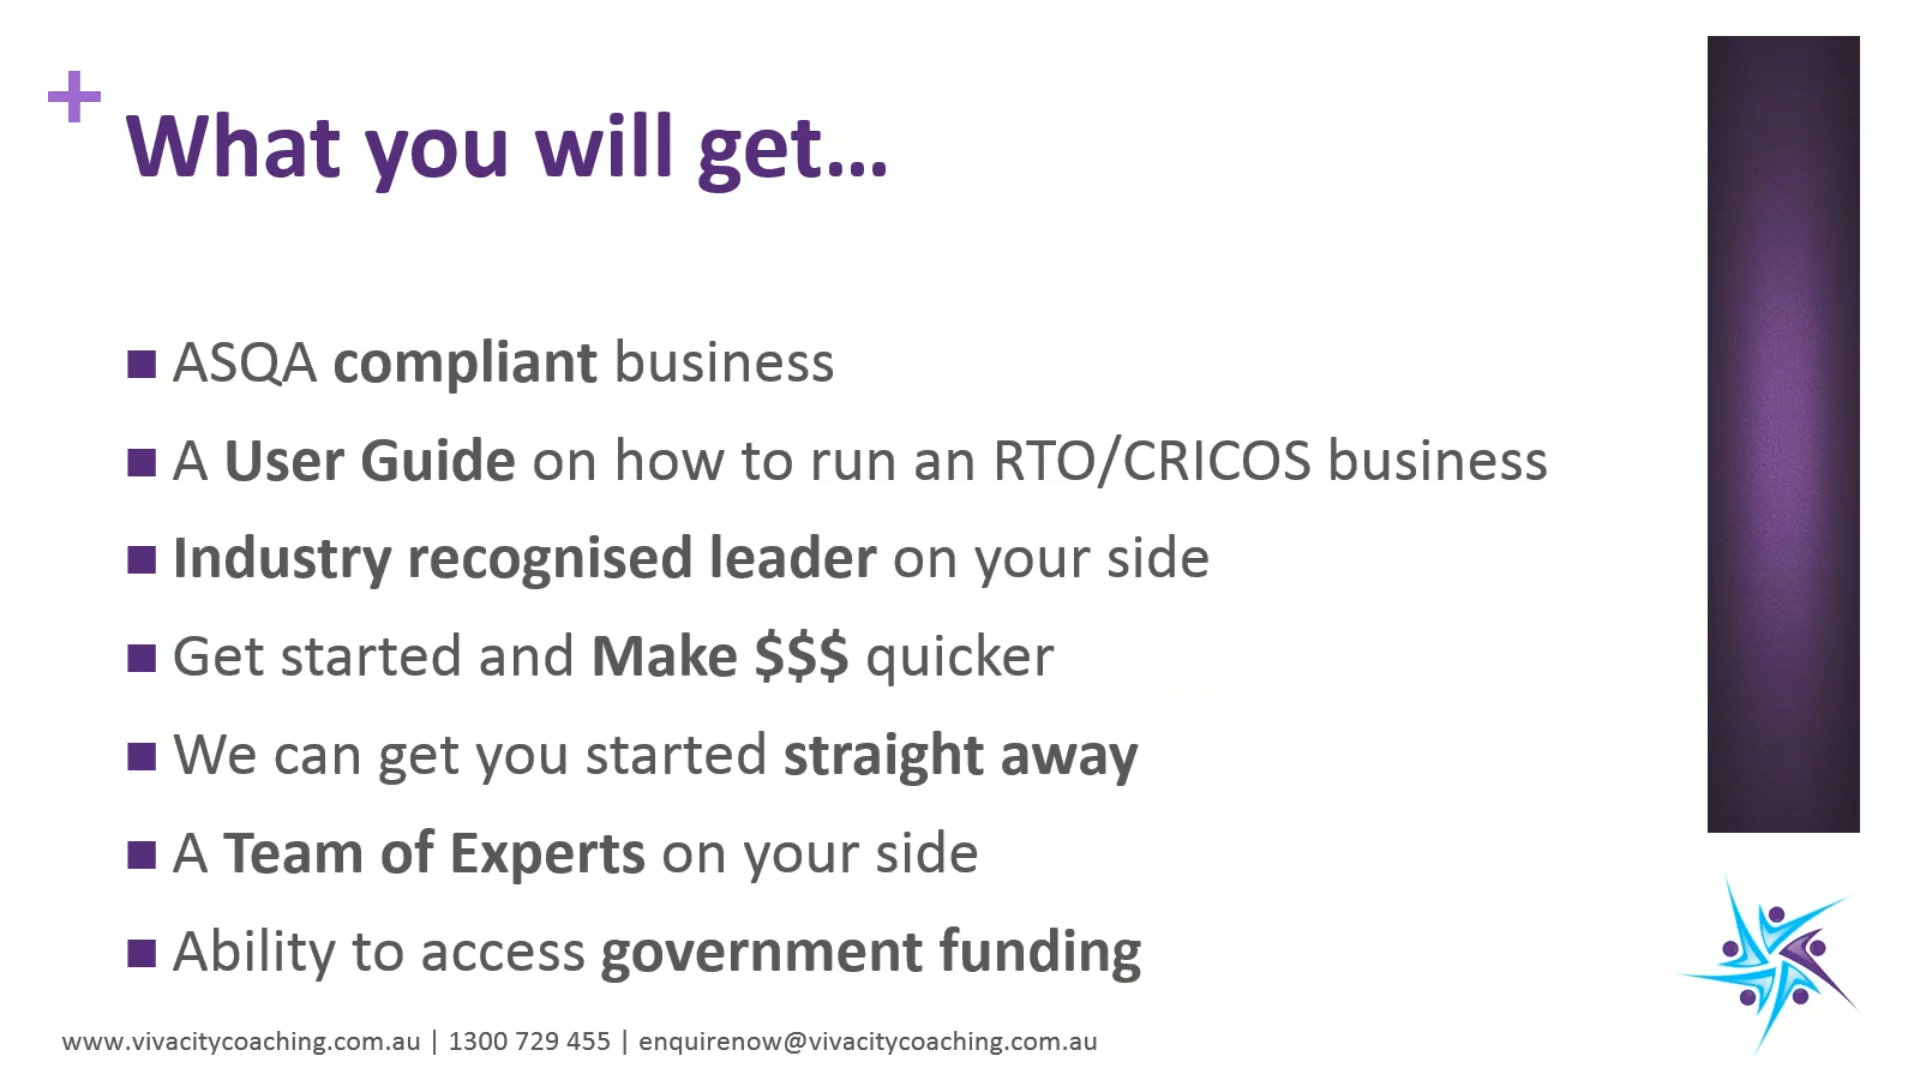 +
What you will get...
■ ASQA compliant business
■ A User Guide on how to run an RTO/CRICOS business
■ Industry recognised leader on your side
■ Get started and Make $$$ quicker
■ We can get you started straight away
■ A Team of Experts on your side
■ Ability to access government funding
www.vivacitycoaching.com.au | 1300 729 455 | enquirenow@vivacitycoaching.com.au